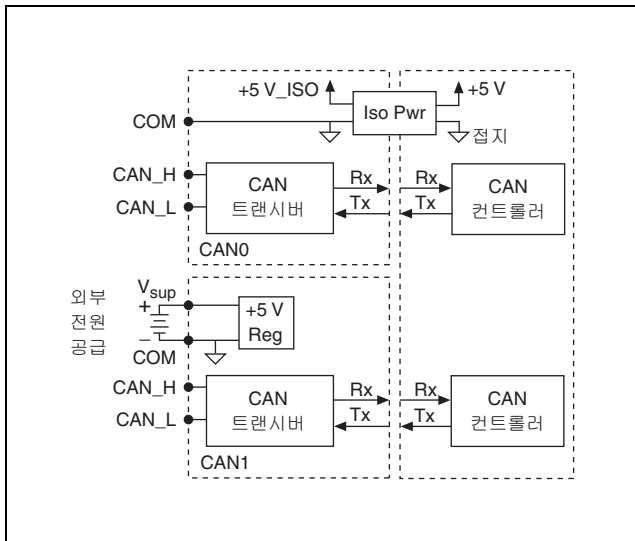 +5 V_ISO
+5 V
Iso Pwr
COM
접지
CAN_H
CAN_L
CAN
트랜시버
Rx
Tx
Rx
Tx
CAN
컨트롤러
CAN0
외부
전원
공급
Vsup
+
−
+5 V
Reg
COM
CAN_H
CAN_L
CAN
트랜시버
Rx
Tx
Rx
Tx
CAN
컨트롤러
CAN1